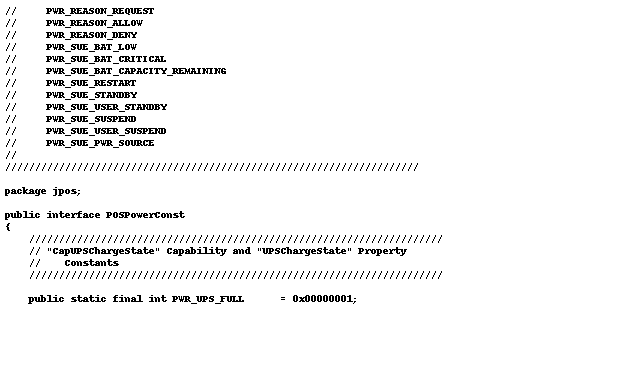 //     PWR_REASON_REQUEST
//     PWR_REASON_ALLOW
//     PWR_REASON_DENY
//     PWR_SUE_BAT_LOW
//     PWR_SUE_BAT_CRITICAL
//     PWR_SUE_BAT_CAPACITY_REMAINING
//     PWR_SUE_RESTART
//     PWR_SUE_STANDBY
//     PWR_SUE_USER_STANDBY
//     PWR_SUE_SUSPEND
//     PWR_SUE_USER_SUSPEND
//     PWR_SUE_PWR_SOURCE
//
/////////////////////////////////////////////////////////////////////
package jpos;
public interface POSPowerConst
{
    /////////////////////////////////////////////////////////////////////
    // "CapUPSChargeState" Capability and "UPSChargeState" Property
    //    Constants
    /////////////////////////////////////////////////////////////////////
    public static final int PWR_UPS_FULL      = 0x00000001;